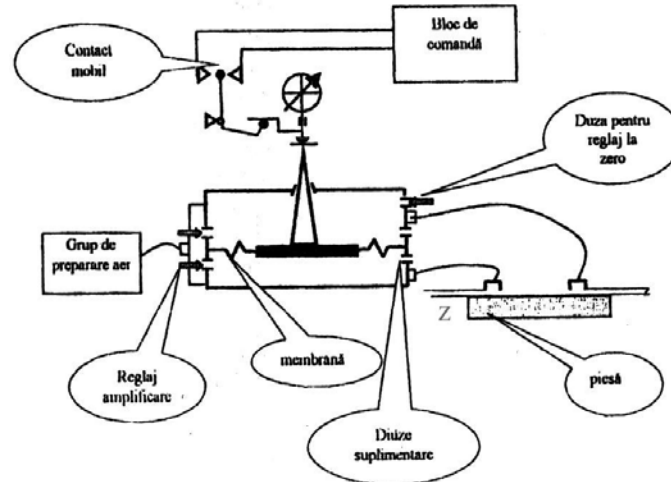 Contact
mobil
Bloc de
comandă
Duza pentru
reglaj la
zero
Grup de
preparare aer
Z
Reglaj
amplificare
membrană
Diuze
suplimentare
piesă